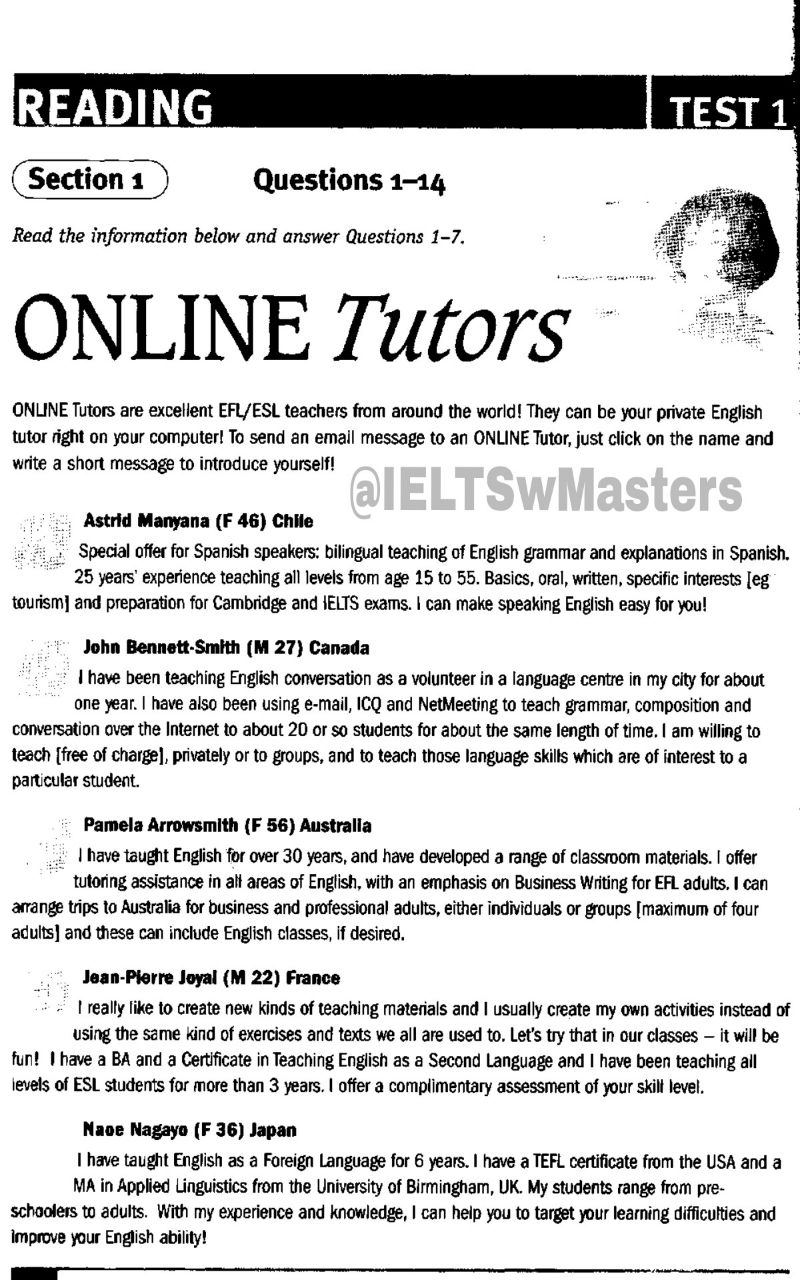 READING
TEST 1
Section 1
Questions 1–14
Read the information below and answer Questions 1–7.
ONLINE Tutors
ONLINE Tutors are excellent EFL/ESL teachers from around the world! They can be your private English
tutor right on your computer! To send an email message to an ONLINE Tutor, just click on the name and
write a short message to introduce yourself!
@IELTSwMasters
Astrid Manyana (F 46) Chile
Special offer for Spanish speakers: bilingual teaching of English grammar and explanations in Spanish.
25 years' experience teaching all levels from age 15 to 55. Basics, oral, written, specific interests [eg
tourism] and preparation for Cambridge and IELTS exams. I can make speaking English easy for you!
John Bennett-Smith (M 27) Canada
I have been teaching English conversation as a volunteer in a language centre in my city for about
one year. I have also been using e-mail, ICQ and NetMeeting to teach grammar, composition and
conversation over the Internet to about 20 or so students for about the same length of time. I am willing to
teach [free of charge], privately or to groups, and to teach those language skills which are of interest to a
particular student.
Pamela Arrowsmith (F 56) Australia
I have taught English for over 30 years, and have developed a range of classroom materials. I offer
tutoring assistance in all areas of English, with an emphasis on Business Writing for EFL adults. I can
arrange trips to Australia for business and professional adults, either individuals or groups [maximum of four
adults] and these can include English classes, if desired.
Jean-Pierre Joyal (M 22) France
I really like to create new kinds of teaching materials and I usually create my own activities instead of
using the same kind of exercises and texts we all are used to. Let's try that in our classes – it will be
fun! I have a BA and a Certificate in Teaching English as a Second Language and I have been teaching all
levels of ESL students for more than 3 years. I offer a complimentary assessment of your skill level.
Naoe Nagayo (F 36) Japan
I have taught English as a Foreign Language for 6 years. I have a TEFL certificate from the USA and a
MA in Applied Linguistics from the University of Birmingham, UK. My students range from pre-
schoolers to adults. With my experience and knowledge, I can help you to target your learning difficulties and
improve your English ability!